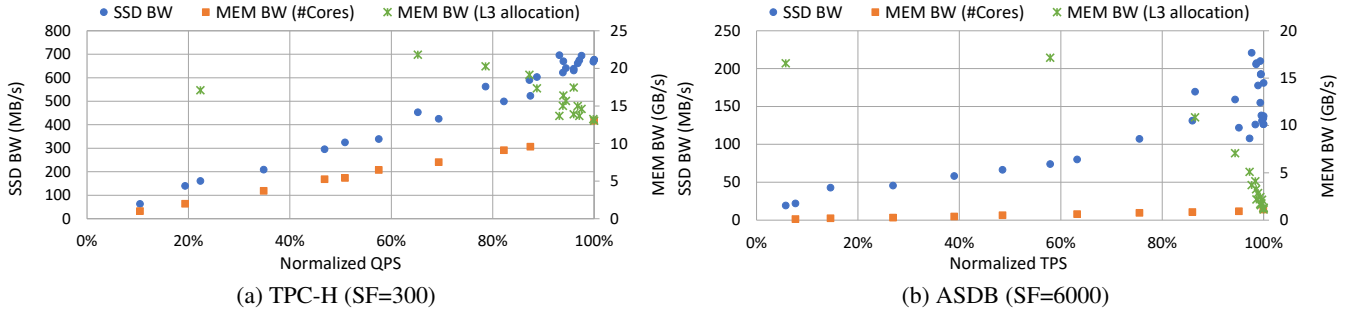 SSD BW MEM BW (#Cores) MEM BW (L3 allocation)
800
700
600
500
400
300
200
100
0
SSD BW (MB/s)
25
20
15
10
5
0
MEM BW (GB/s)
0% 20% 40% 60% 80% 100%
Normalized QPS
(a) TPC-H (SF=300)
SSD BW MEM BW (#Cores) MEM BW (L3 allocation)
250
200
150
100
50
0
SSD BW (MB/s)
20
15
10
5
0
MEM BW (GB/s)
0% 20% 40% 60% 80% 100%
Normalized TPS
(b) ASDB (SF=6000)